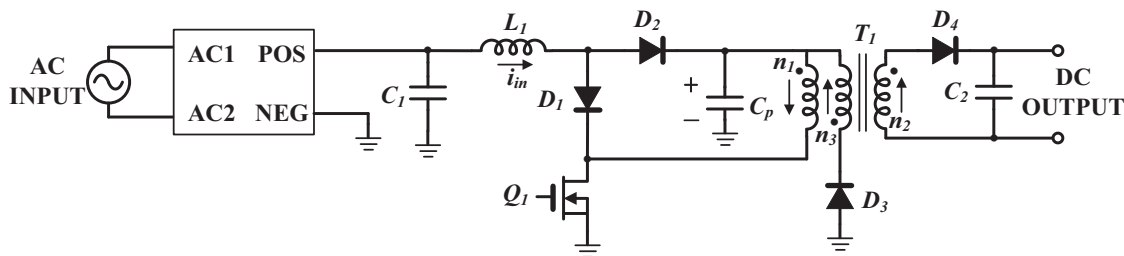 AC
INPUT
AC1 POS
AC2 NEG
C1
L1
iin
D1
D2
Q1
+
−
Cp
n1
n3
T1
n2
D3
D4
C2
DC
OUTPUT